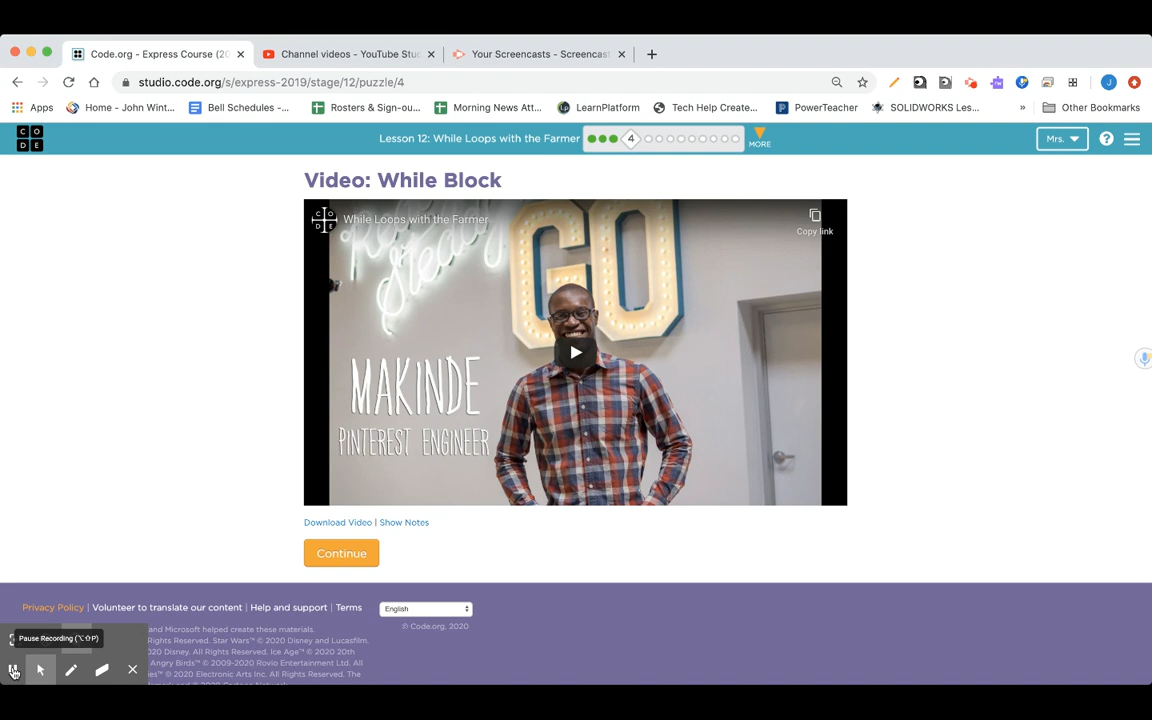 Code.org - Express Course (20
Channel videos - YouTube Stu
Your Screencasts - Screencast
studio.code.org/s/express-2019/stage/12/puzzle/4
Apps
Home - John Wint...
Bell Schedules -...
Rosters & Sign-ou...
Morning News Att...
LearnPlatform
Tech Help Create...
PowerTeacher
SOLIDWORKS Les...
»
Other Bookmarks
CO
DE
Lesson 12: While Loops with the Farmer
4
MORE
Mrs.
?
Video: While Block
CO
DE
While Loops with the Farmer
Copy link
GO
MAKINDE
PINTEREST ENGINEER
Download Video | Show Notes
Continue
Privacy Policy | Volunteer to translate our content | Help and support | Terms
English
© Code.org, 2020
Pause Recording (⌥⇧P)
and Microsoft helped create these materials.
Rights Reserved. Star Wars™ © 2020 Disney and Lucasfilm.
2020 Disney. All Rights Reserved. Ice Age™ © 2020 20th
Angry Birds™ © 2009-2020 Rovio Entertainment Ltd. All
es™ © 2020 Electronic Arts Inc. All Rights Reserved. The